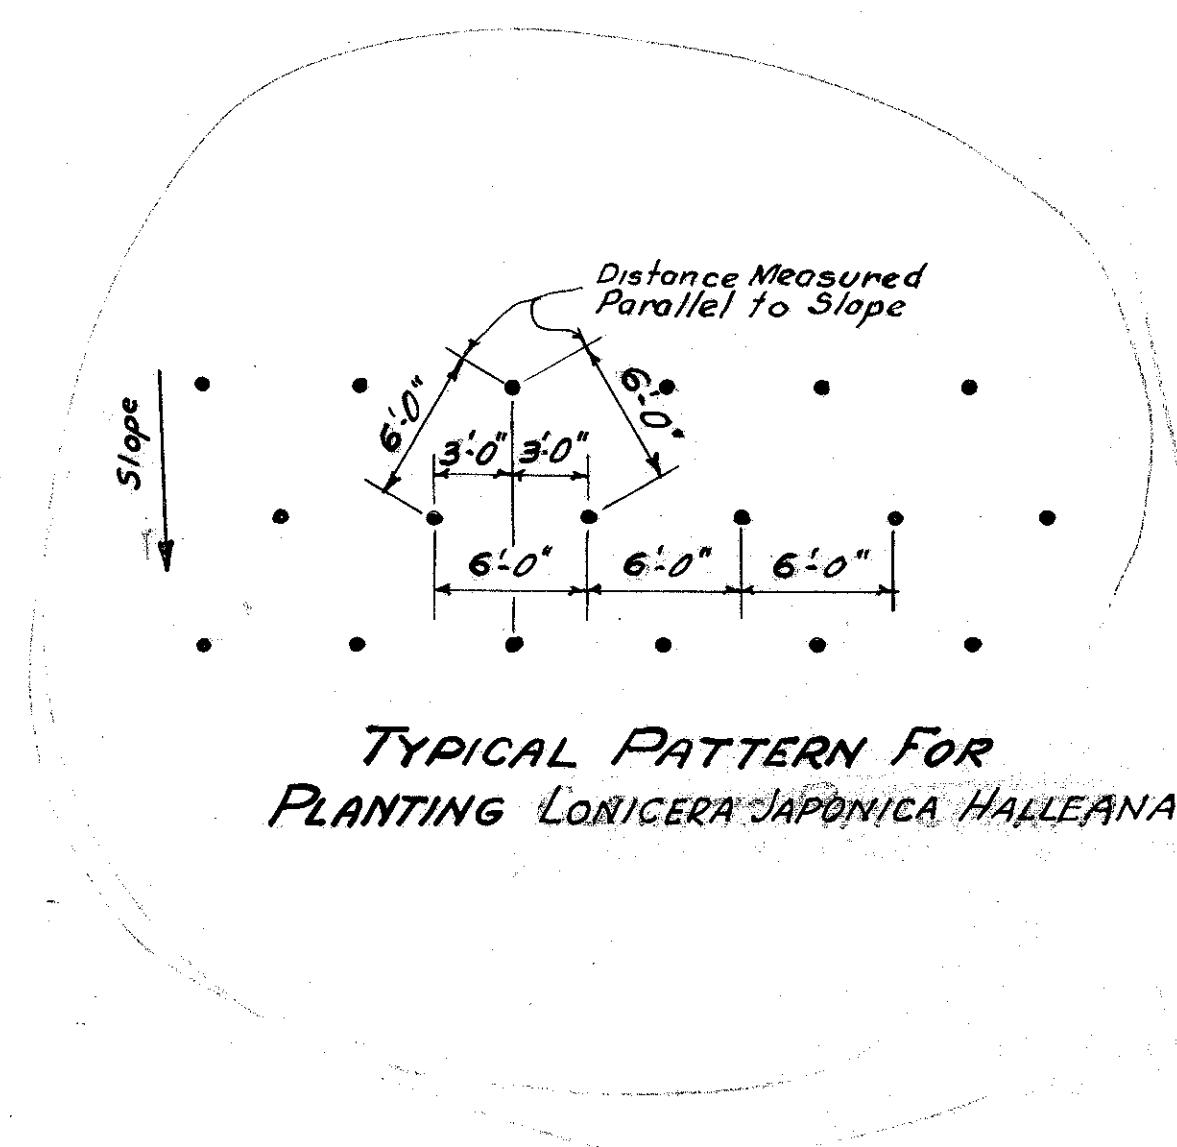 Distance Measured
Parallel to Slope
Slope
6'-0"
6'-0"
3'-0" 3'-0"
6'-0" 6'-0" 6'-0"
TYPICAL PATTERN FOR
PLANTING LONICERA JAPONICA HALLEANA